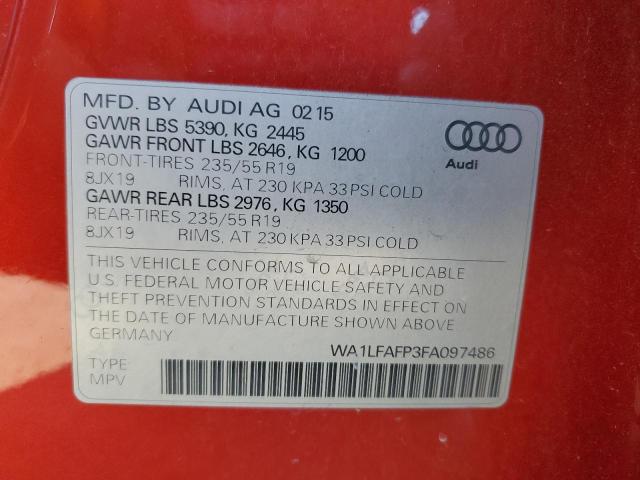 MFD. BY AUDI AG 02 15
GVWR LBS 5390, KG 2445
GAWR FRONT LBS 2646, KG 1200
FRONT-TIRES 235/55 R19
8JX19 RIMS, AT 230 KPA 33 PSI COLD
GAWR REAR LBS 2976, KG 1350
REAR-TIRES 235/55 R19
8JX19 RIMS, AT 230 KPA 33 PSI COLD
Audi
THIS VEHICLE CONFORMS TO ALL APPLICABLE
U.S. FEDERAL MOTOR VEHICLE SAFETY AND
THEFT PREVENTION STANDARDS IN EFFECT ON
THE DATE OF MANUFACTURE SHOWN ABOVE
GERMANY
WA1LFAFP3FA097486
TYPE:
MPV